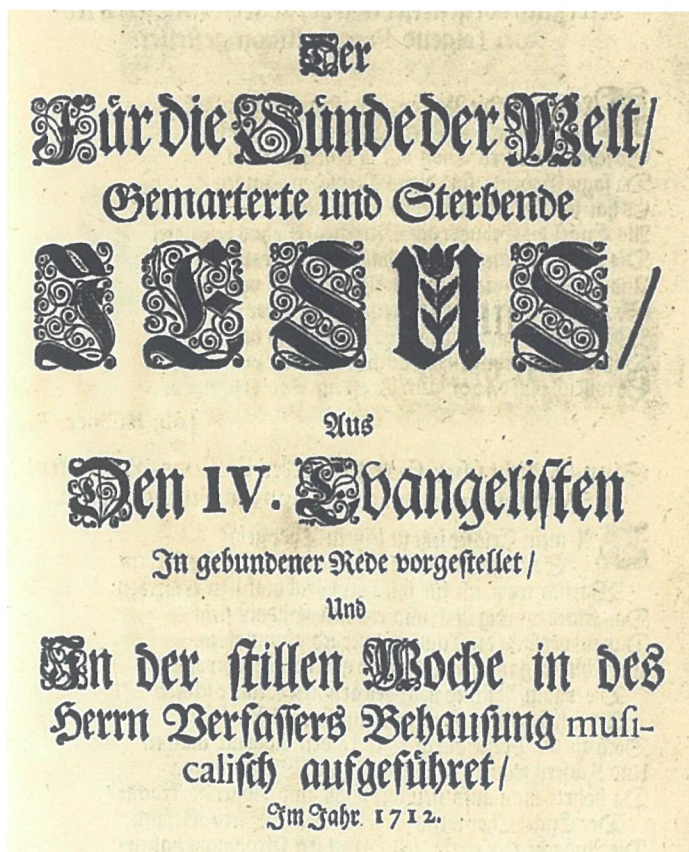 Der
Für die Sünde der Welt/
Gemarterte und Sterbende
JESUS/
Aus
Den IV. Evangelisten
In gebundener Rede vorgestellet/
Und
In der stillen Woche in des
Herrn Verfassers Behausung musi-
calisch aufgeführet/
Im Jahr 1712.